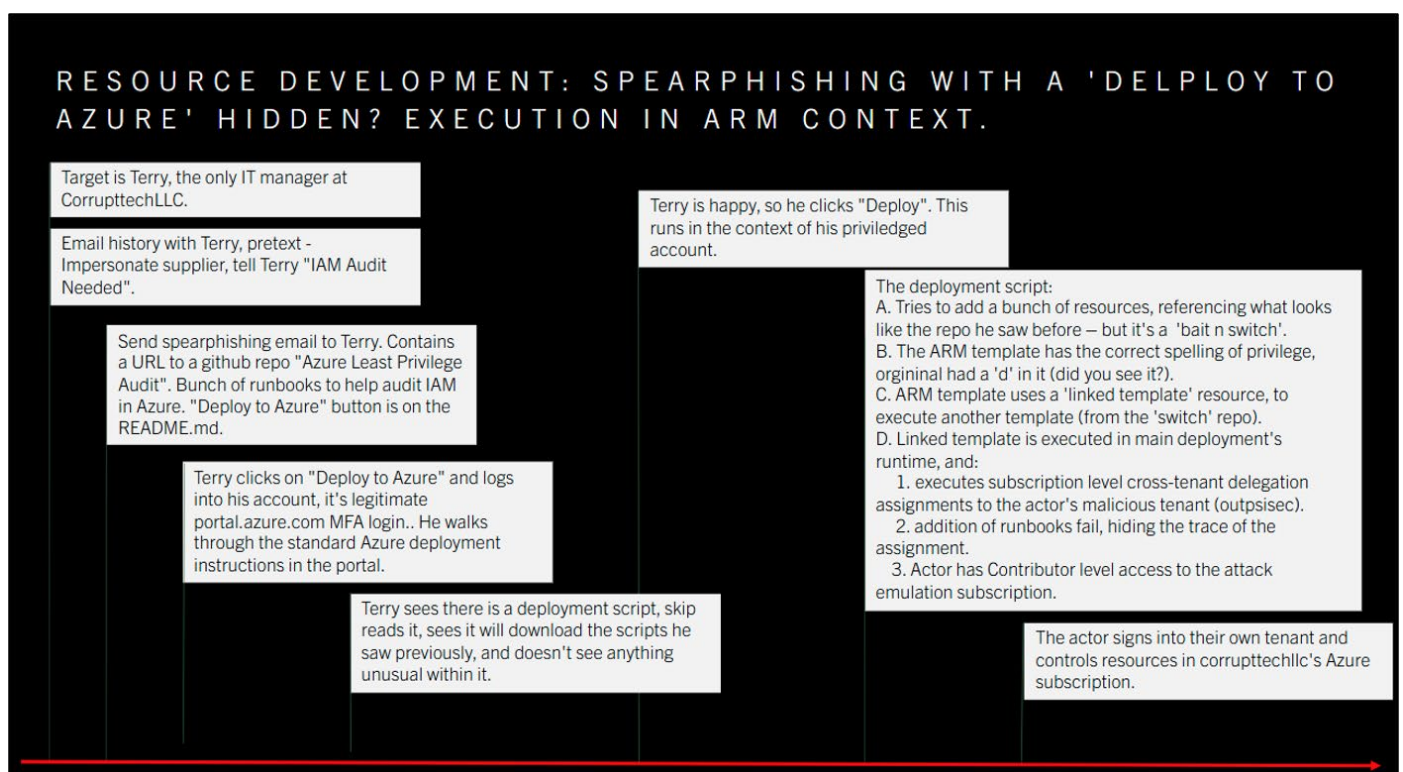 RESOURCE DEVELOPMENT: SPEARPHISHING WITH A 'DELPLOY TO
AZURE' HIDDEN? EXECUTION IN ARM CONTEXT.
Target is Terry, the only IT manager at
CorrupttechLLC.
Email history with Terry, pretext -
Impersonate supplier, tell Terry "IAM Audit
Needed".
Send spearphishing email to Terry. Contains
a URL to a github repo "Azure Least Privilege
Audit". Bunch of runbooks to help audit IAM
in Azure. "Deploy to Azure" button is on the
README.md.
Terry clicks on "Deploy to Azure" and logs
into his account, it's legitimate
portal.azure.com MFA login.. He walks
through the standard Azure deployment
instructions in the portal.
Terry sees there is a deployment script, skip
reads it, sees it will download the scripts he
saw previously, and doesn't see anything
unusual within it.
Terry is happy, so he clicks "Deploy". This
runs in the context of his priviledged
account.
The deployment script:
A. Tries to add a bunch of resources, referencing what looks
like the repo he saw before – but it's a 'bait n switch'.
B. The ARM template has the correct spelling of privilege,
orgininal had a 'd' in it (did you see it?).
C. ARM template uses a 'linked template' resource, to
execute another template (from the 'switch' repo).
D. Linked template is executed in main deployment's
runtime, and:
1. executes subscription level cross-tenant delegation
assignments to the actor's malicious tenant (outpsisec).
2. addition of runbooks fail, hiding the trace of the
assignment.
3. Actor has Contributor level access to the attack
emulation subscription.
The actor signs into their own tenant and
controls resources in corrupttechllc's Azure
subscription.